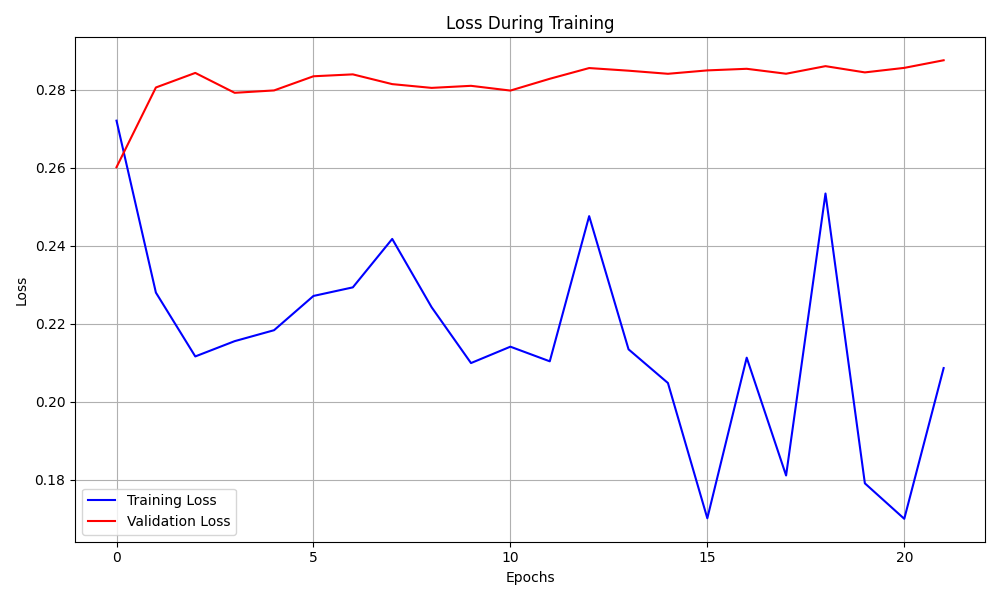 Loss During Training
Loss
0.28
0.26
0.24
0.22
0.20
0.18
Training Loss
Validation Loss
0
5
10
15
20
Epochs